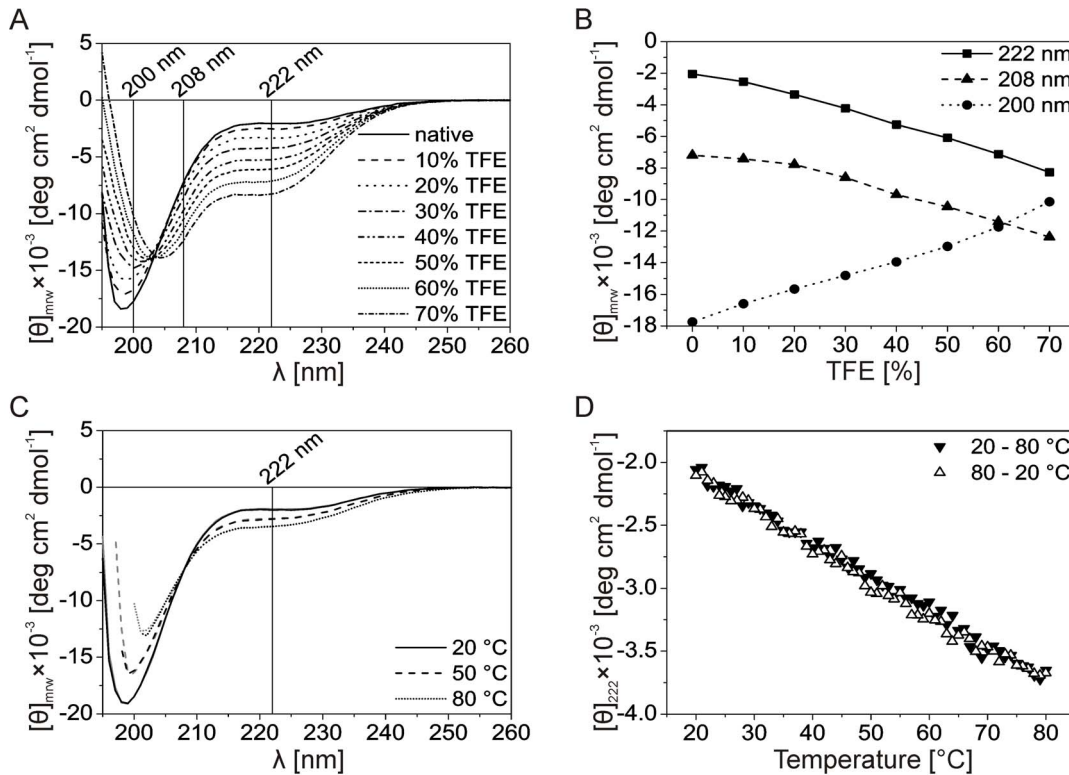 A
[θ]mrw×10⁻³ [deg cm² dmol⁻¹]
5
0
-5
-10
-15
-20
200 nm
208 nm
222 nm
native
10% TFE
20% TFE
30% TFE
40% TFE
50% TFE
60% TFE
70% TFE
200 210 220 230 240 250 260
λ [nm]
B
[θ]mrw×10⁻³ [deg cm² dmol⁻¹]
0
-2
-4
-6
-8
-10
-12
-14
-16
-18
222 nm
208 nm
200 nm
0 10 20 30 40 50 60 70
TFE [%]
C
[θ]mrw×10⁻³ [deg cm² dmol⁻¹]
5
0
-5
-10
-15
-20
222 nm
20 °C
50 °C
80 °C
200 210 220 230 240 250 260
λ [nm]
D
[θ]222×10⁻³ [deg cm² dmol⁻¹]
-2.0
-2.5
-3.0
-3.5
-4.0
20 - 80 °C
80 - 20 °C
20 30 40 50 60 70 80
Temperature [°C]